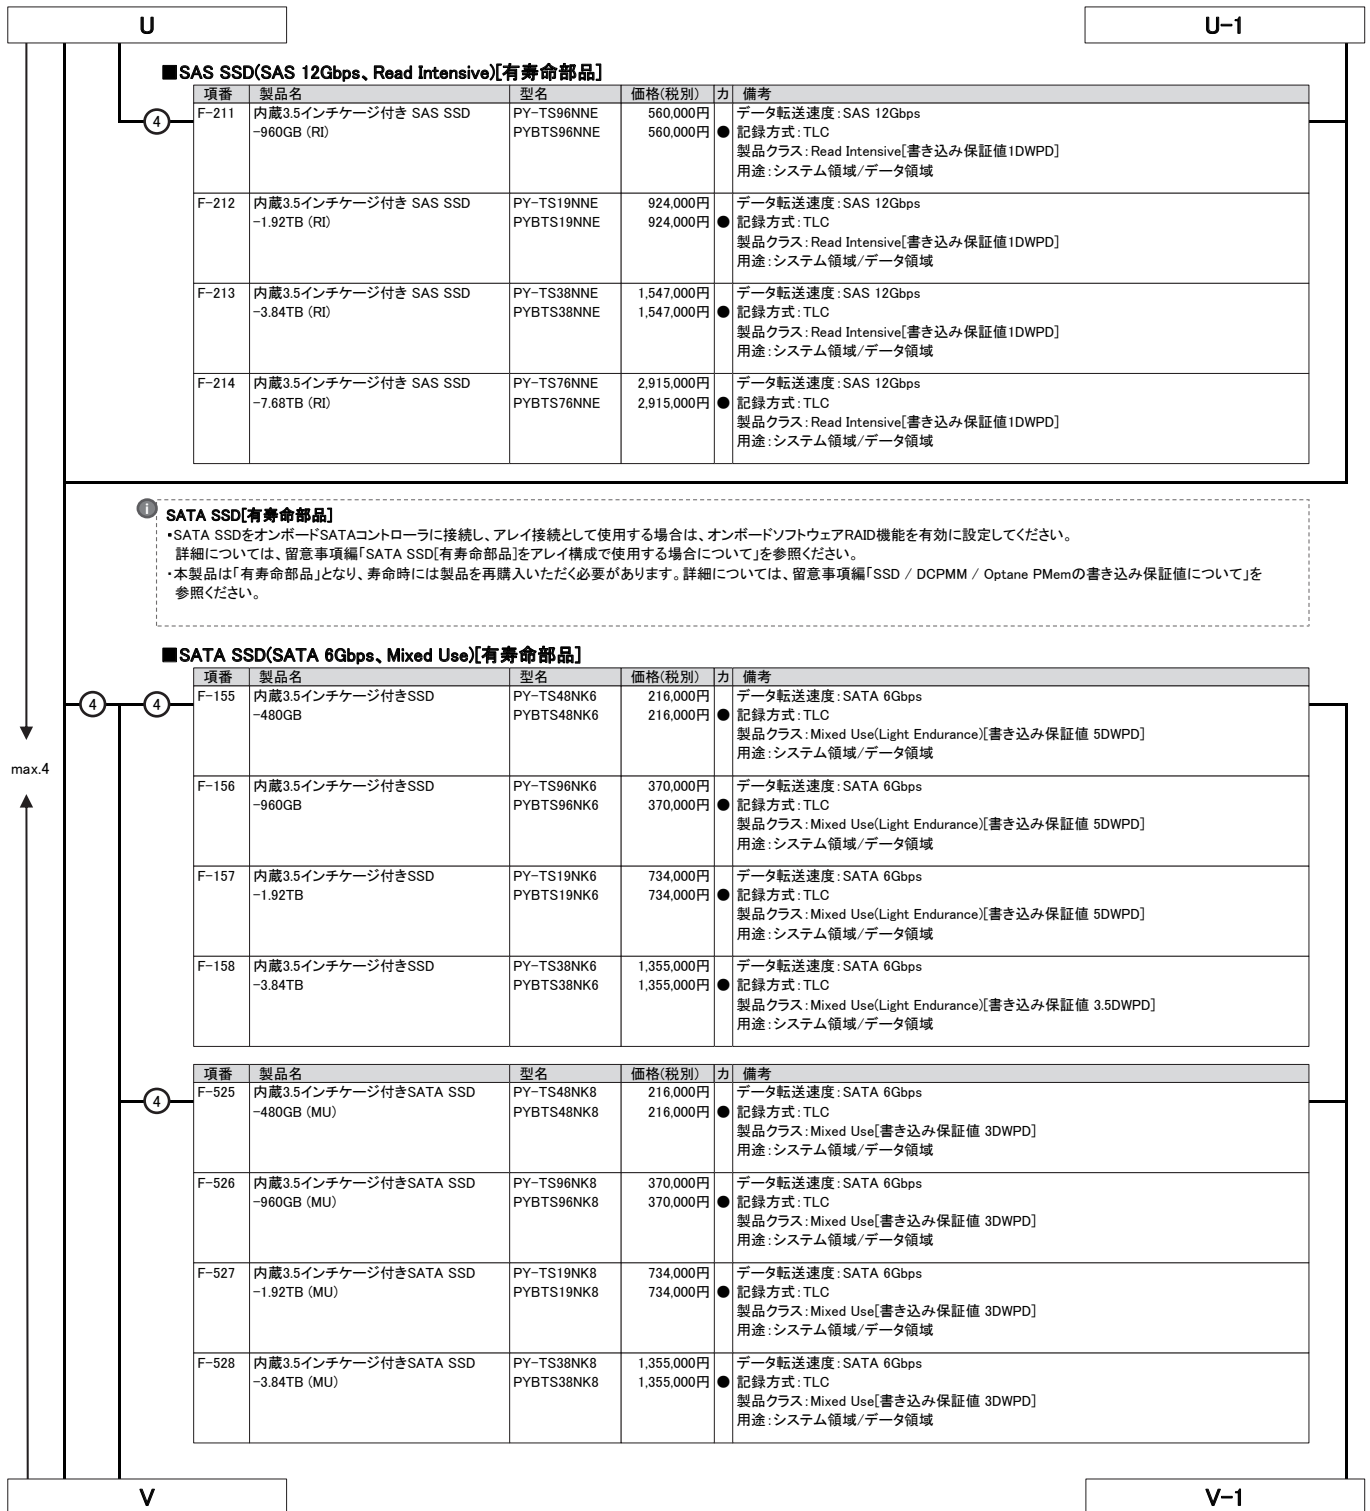 U
U-1
■SAS SSD(SAS 12Gbps、Read Intensive)[有寿命部品]
項番 製品名 型名 価格(税別) カ 備考
F-211 内蔵3.5インチケージ付き SAS SSD PY-TS96NNE 560,000円 データ転送速度:SAS 12Gbps
-960GB (RI) PYBTS96NNE 560,000円 ● 記録方式:TLC
製品クラス:Read Intensive[書き込み保証値1DWPD]
用途:システム領域/データ領域
F-212 内蔵3.5インチケージ付き SAS SSD PY-TS19NNE 924,000円 データ転送速度:SAS 12Gbps
-1.92TB (RI) PYBTS19NNE 924,000円 ● 記録方式:TLC
製品クラス:Read Intensive[書き込み保証値1DWPD]
用途:システム領域/データ領域
F-213 内蔵3.5インチケージ付き SAS SSD PY-TS38NNE 1,547,000円 データ転送速度:SAS 12Gbps
-3.84TB (RI) PYBTS38NNE 1,547,000円 ● 記録方式:TLC
製品クラス:Read Intensive[書き込み保証値1DWPD]
用途:システム領域/データ領域
F-214 内蔵3.5インチケージ付き SAS SSD PY-TS76NNE 2,915,000円 データ転送速度:SAS 12Gbps
-7.68TB (RI) PYBTS76NNE 2,915,000円 ● 記録方式:TLC
製品クラス:Read Intensive[書き込み保証値1DWPD]
用途:システム領域/データ領域
4
i
SATA SSD[有寿命部品]
•SATA SSDをオンボードSATAコントローラに接続し、アレイ接続として使用する場合は、オンボードソフトウェアRAID機能を有効に設定してください。
詳細については、留意事項編「SATA SSD[有寿命部品]をアレイ構成で使用する場合について」を参照ください。
・本製品は「有寿命部品」となり、寿命時には製品を再購入いただく必要があります。詳細については、留意事項編「SSD / DCPMM / Optane PMemの書き込み保証値について」を
参照ください。
■SATA SSD(SATA 6Gbps、Mixed Use)[有寿命部品]
項番 製品名 型名 価格(税別) カ 備考
F-155 内蔵3.5インチケージ付きSSD PY-TS48NK6 216,000円 データ転送速度:SATA 6Gbps
-480GB PYBTS48NK6 216,000円 ● 記録方式:TLC
製品クラス:Mixed Use(Light Endurance)[書き込み保証値 5DWPD]
用途:システム領域/データ領域
F-156 内蔵3.5インチケージ付きSSD PY-TS96NK6 370,000円 データ転送速度:SATA 6Gbps
-960GB PYBTS96NK6 370,000円 ● 記録方式:TLC
製品クラス:Mixed Use(Light Endurance)[書き込み保証値 5DWPD]
用途:システム領域/データ領域
F-157 内蔵3.5インチケージ付きSSD PY-TS19NK6 734,000円 データ転送速度:SATA 6Gbps
-1.92TB PYBTS19NK6 734,000円 ● 記録方式:TLC
製品クラス:Mixed Use(Light Endurance)[書き込み保証値 5DWPD]
用途:システム領域/データ領域
F-158 内蔵3.5インチケージ付きSSD PY-TS38NK6 1,355,000円 データ転送速度:SATA 6Gbps
-3.84TB PYBTS38NK6 1,355,000円 ● 記録方式:TLC
製品クラス:Mixed Use(Light Endurance)[書き込み保証値 3.5DWPD]
用途:システム領域/データ領域
4
4
max.4
項番 製品名 型名 価格(税別) カ 備考
F-525 内蔵3.5インチケージ付きSATA SSD PY-TS48NK8 216,000円 データ転送速度:SATA 6Gbps
-480GB (MU) PYBTS48NK8 216,000円 ● 記録方式:TLC
製品クラス:Mixed Use[書き込み保証値 3DWPD]
用途:システム領域/データ領域
F-526 内蔵3.5インチケージ付きSATA SSD PY-TS96NK8 370,000円 データ転送速度:SATA 6Gbps
-960GB (MU) PYBTS96NK8 370,000円 ● 記録方式:TLC
製品クラス:Mixed Use[書き込み保証値 3DWPD]
用途:システム領域/データ領域
F-527 内蔵3.5インチケージ付きSATA SSD PY-TS19NK8 734,000円 データ転送速度:SATA 6Gbps
-1.92TB (MU) PYBTS19NK8 734,000円 ● 記録方式:TLC
製品クラス:Mixed Use[書き込み保証値 3DWPD]
用途:システム領域/データ領域
F-528 内蔵3.5インチケージ付きSATA SSD PY-TS38NK8 1,355,000円 データ転送速度:SATA 6Gbps
-3.84TB (MU) PYBTS38NK8 1,355,000円 ● 記録方式:TLC
製品クラス:Mixed Use[書き込み保証値 3DWPD]
用途:システム領域/データ領域
4
V
V-1